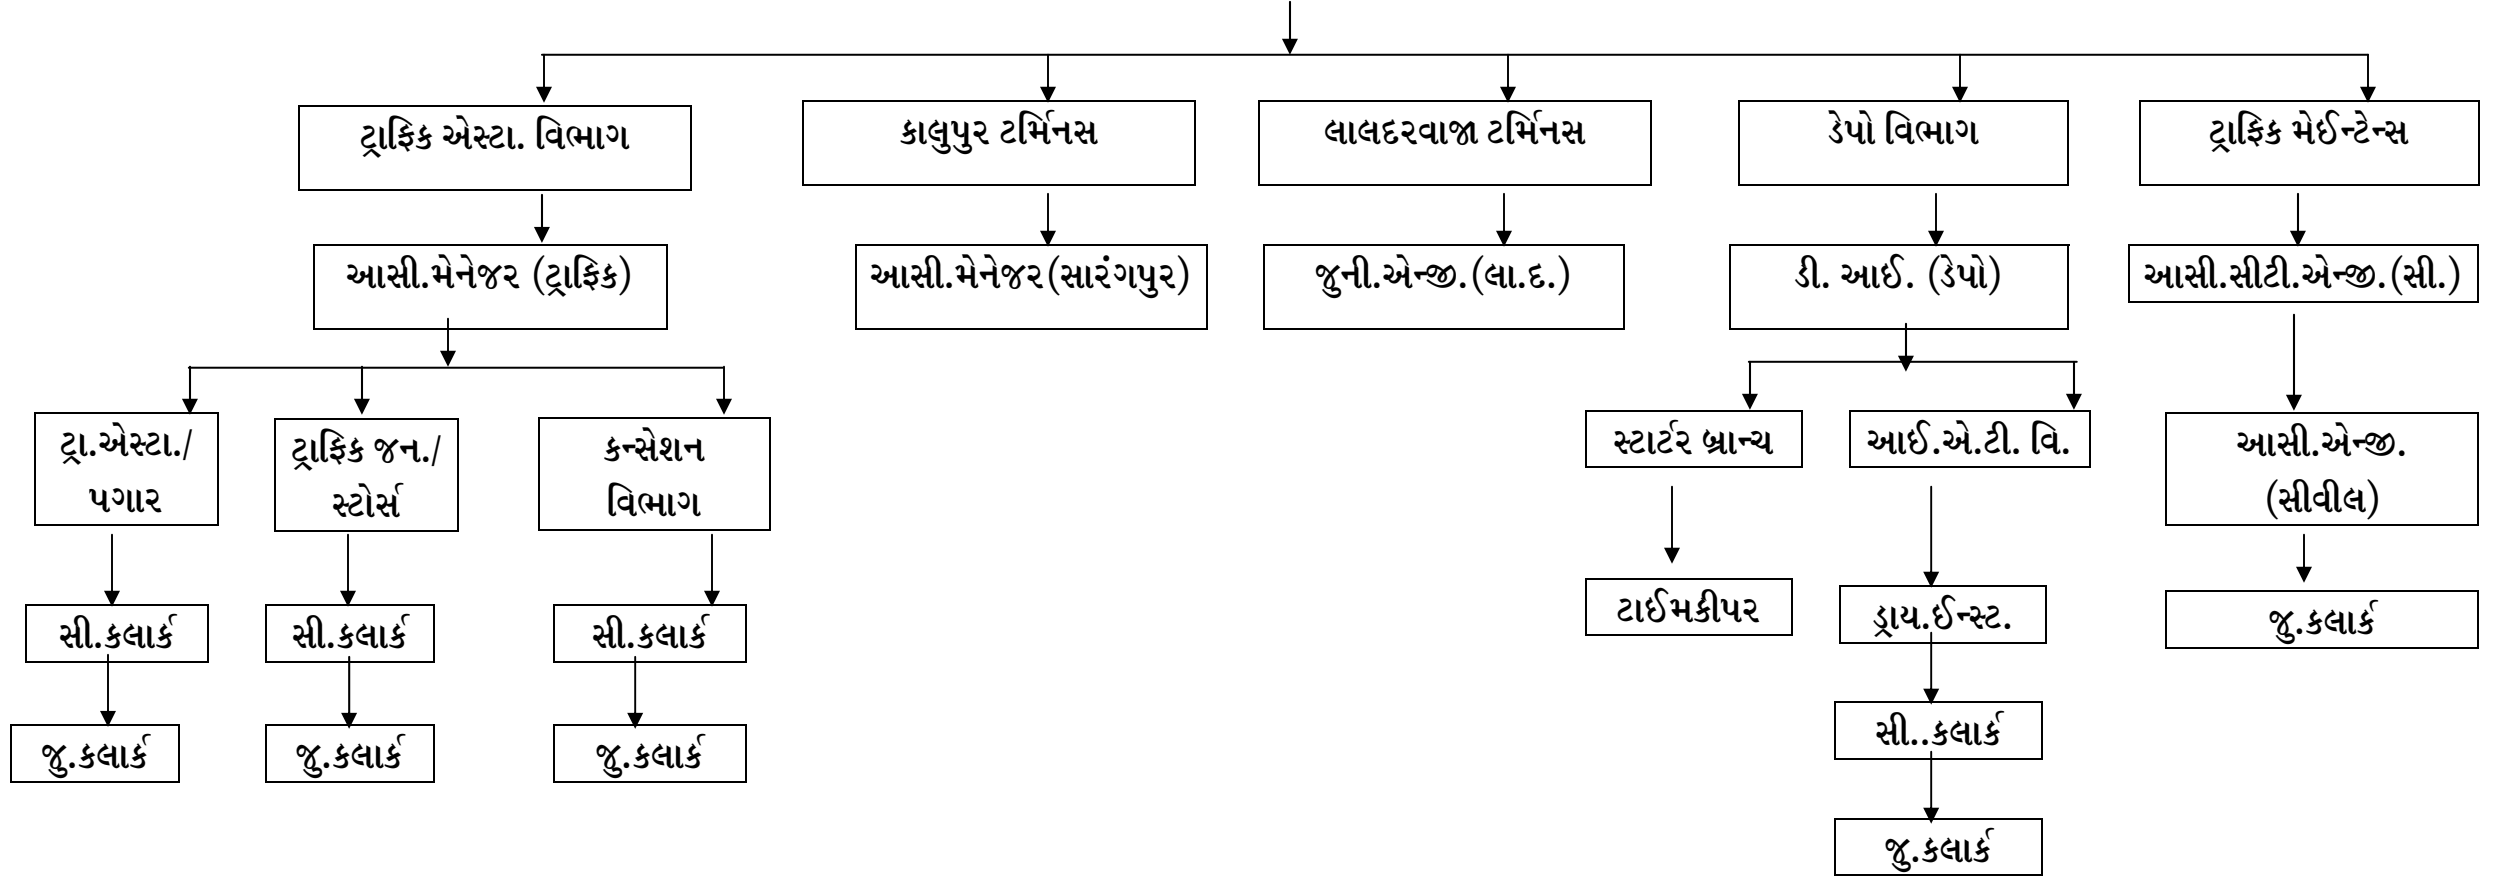 ટ્રાફિક એસ્ટા. વિભાગ
કાલુપુર ટર્મિનસ
લાલદરવાજા ટર્મિનસ
ડેપો વિભાગ
ટ્રાફિક મેઈન્ટેન્સ
આસી.મેનેજર (ટ્રાફિક)
આસી.મેનેજર(સારંગપુર)
જુની.એન્જી.(લા.દ.)
ડી. આઈ. (ડેપો)
આસી.સીટી.એન્જી.(સી.)
ટ્રા.એસ્ટા./
પગાર
ટ્રાફિક જન./
સ્ટોર્સ
કન્સેશન
વિભાગ
સ્ટાર્ટર બ્રાન્ચ
આઈ.એ.ટી. વિ.
આસી.એન્જી.
(સીવીલ)
સી.કલાર્ક
સી.કલાર્ક
સી.કલાર્ક
ટાઈમકીપર
ડ્રાય.ઈન્સ્ટ.
જુ.કલાર્ક
જુ.કલાર્ક
જુ.કલાર્ક
જુ.કલાર્ક
સી..કલાર્ક
જુ.કલાર્ક